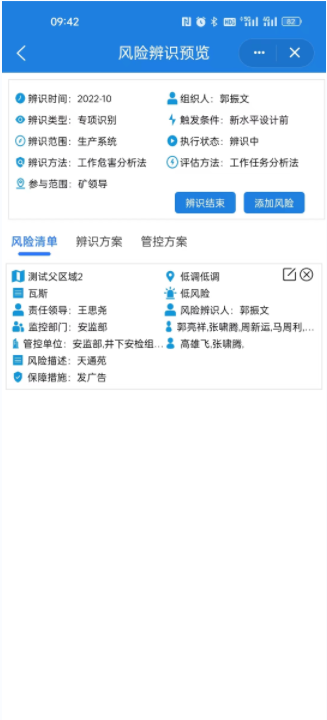 09:42
5G
4G
82
风险辨识预览
辨识时间：2022-10
组织人：郭振文
辨识类型：专项识别
触发条件：新水平设计前
辨识范围：生产系统
执行状态：辨识中
辨识方法：工作危害分析法
评估方法：工作任务分析法
参与范围：矿领导
辨识结束
添加风险
风险清单
辨识方案
管控方案
测试父区域2
低调低调
瓦斯
低风险
责任领导：王思尧
风险辨识人：郭振文
监控部门：安监部
郭亮祥,张啸腾,周新运,马周利,...
管控单位：安监部,井下安检组...
高雄飞,张啸腾,
风险描述：天通苑
保障措施：发广告